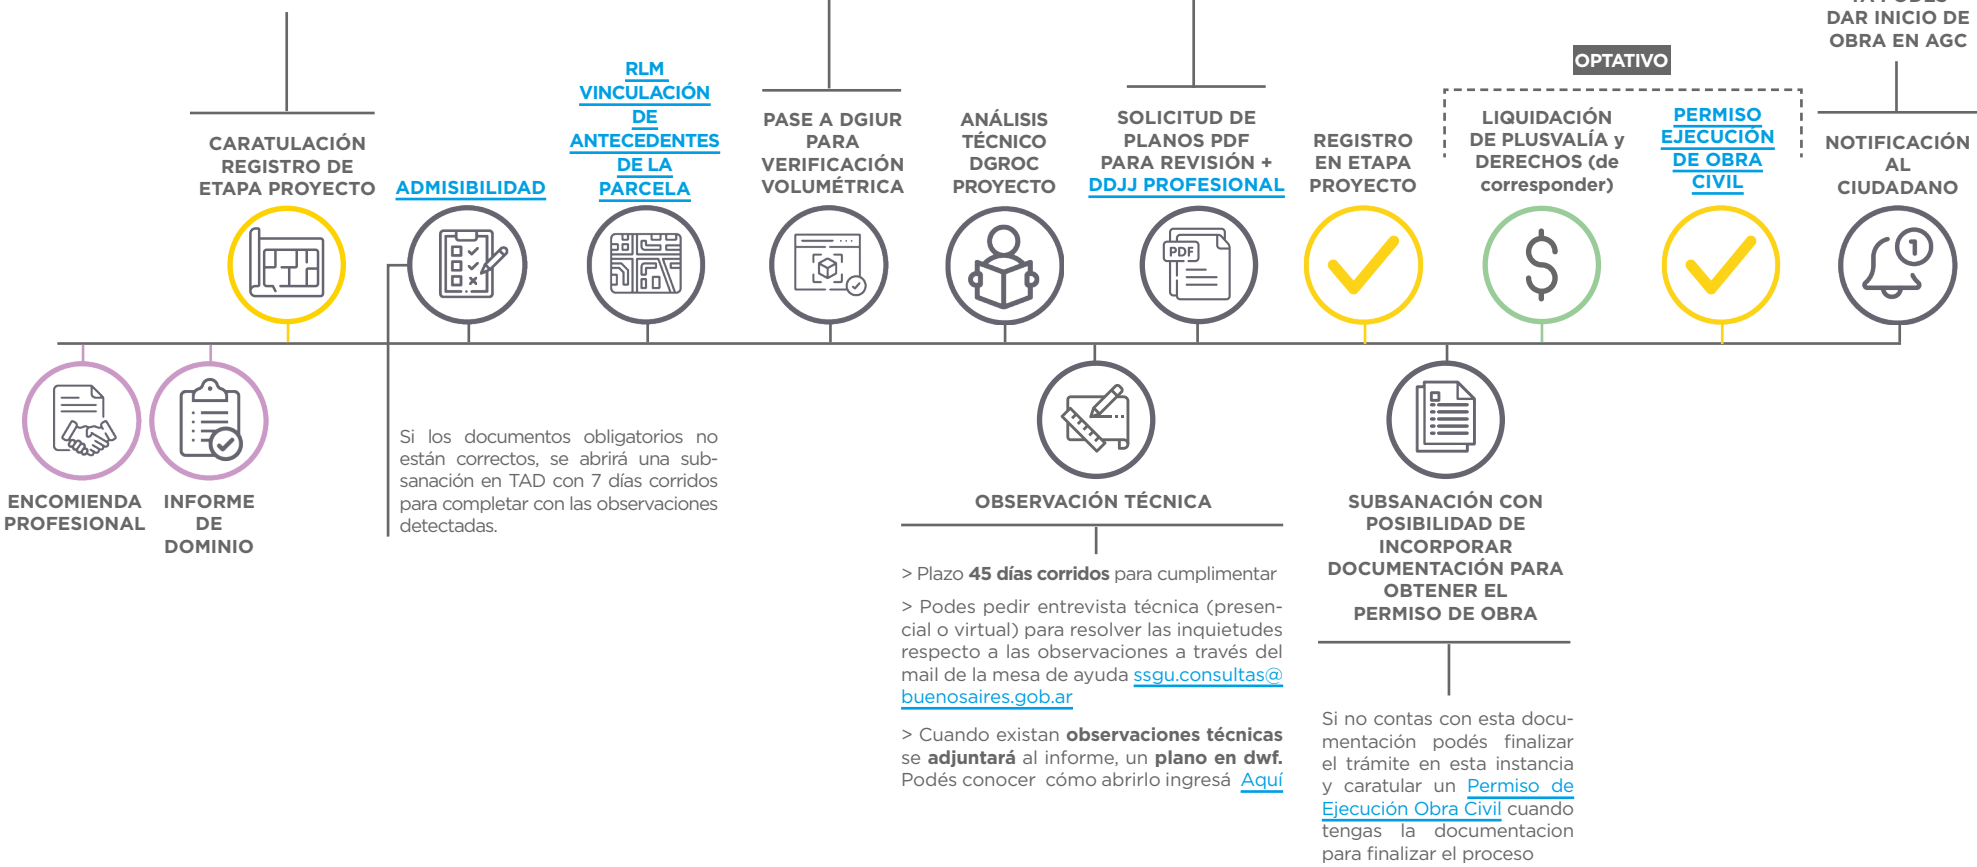 DAR INICIO DE
OBRA EN AGC
CARATULACIÓN
REGISTRO DE
ETAPA PROYECTO
ADMISIBILIDAD
RLM
VINCULACIÓN
DE
ANTECEDENTES
DE LA
PARCELA
PASE A DGIUR
PARA
VERIFICACIÓN
VOLUMÉTRICA
ANÁLISIS
TÉCNICO
DGROC
PROYECTO
SOLICITUD DE
PLANOS PDF
PARA REVISIÓN +
DDJJ PROFESIONAL
PDF
REGISTRO
EN ETAPA
PROYECTO
OPTATIVO
LIQUIDACIÓN
DE PLUSVALÍA y
DERECHOS (de
corresponder)
$
PERMISO
EJECUCIÓN
DE OBRA
CIVIL
NOTIFICACIÓN
AL
CIUDADANO
1
ENCOMIENDA
PROFESIONAL
INFORME
DE
DOMINIO
Si los documentos obligatorios no
están correctos, se abrirá una sub-
sanación en TAD con 7 días corridos
para completar con las observaciones
detectadas.
OBSERVACIÓN TÉCNICA
> Plazo 45 días corridos para cumplimentar
> Podes pedir entrevista técnica (presen-
cial o virtual) para resolver las inquietudes
respecto a las observaciones a través del
mail de la mesa de ayuda ssgu.consultas@
buenosaires.gob.ar
> Cuando existan observaciones técnicas
se adjuntará al informe, un plano en dwf.
Podés conocer cómo abrirlo ingresá Aquí
SUBSANACIÓN CON
POSIBILIDAD DE
INCORPORAR
DOCUMENTACIÓN PARA
OBTENER EL
PERMISO DE OBRA
Si no contas con esta docu-
mentación podés finalizar
el trámite en esta instancia
y caratular un Permiso de
Ejecución Obra Civil cuando
tengas la documentacion
para finalizar el proceso